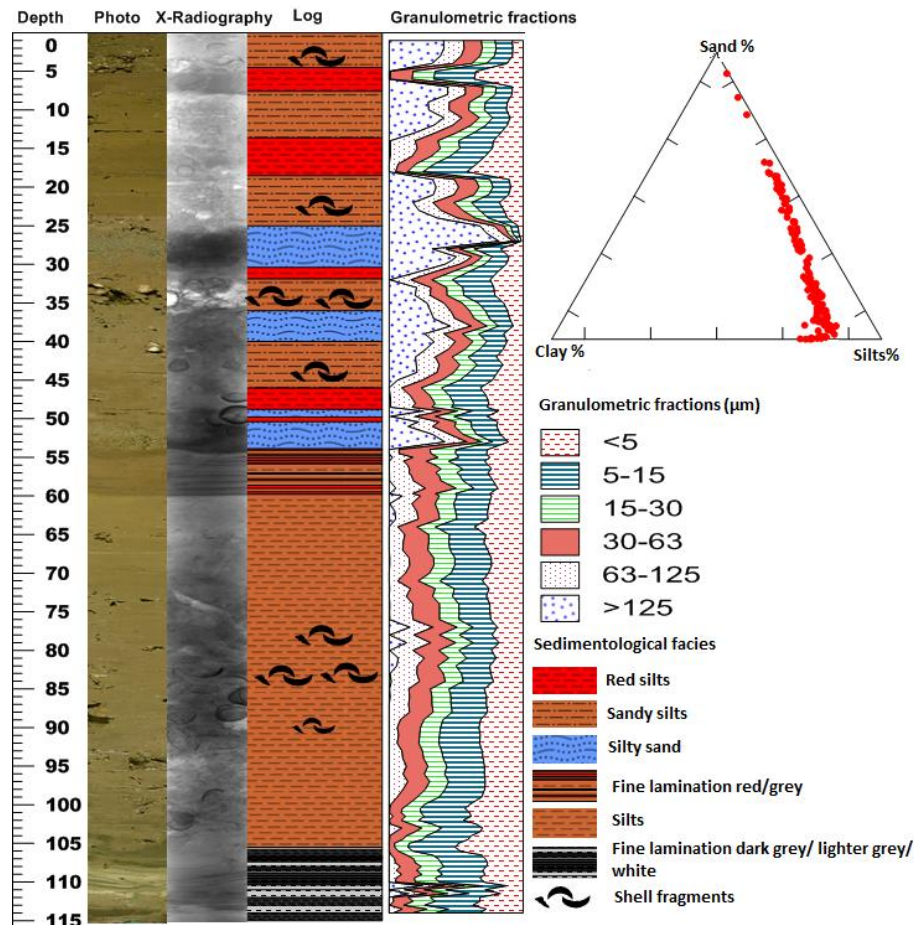 Depth Photo X-Radiography Log Granulometric fractions
0
5
10
15
20
25
30
35
40
45
50
55
60
65
70
75
80
85
90
95
100
105
110
115
Sand %
Clay %
Silts%
Granulometric fractions (µm)
<5
5-15
15-30
30-63
63-125
>125
Sedimentological facies
Red silts
Sandy silts
Silty sand
Fine lamination red/grey
Silts
Fine lamination dark grey/ lighter grey/
white
Shell fragments